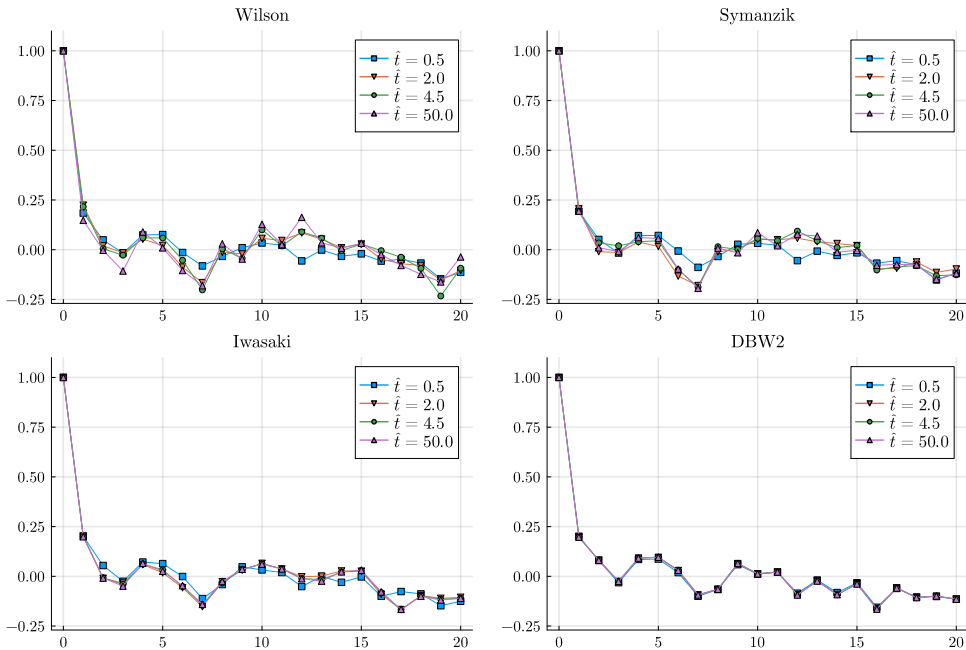 Wilson
1.00
0.75
0.50
0.25
0.00
−0.25
0 5 10 15 20
t̂ = 0.5
t̂ = 2.0
t̂ = 4.5
t̂ = 50.0
Symanzik
1.00
0.75
0.50
0.25
0.00
−0.25
0 5 10 15 20
t̂ = 0.5
t̂ = 2.0
t̂ = 4.5
t̂ = 50.0
Iwasaki
1.00
0.75
0.50
0.25
0.00
−0.25
0 5 10 15 20
t̂ = 0.5
t̂ = 2.0
t̂ = 4.5
t̂ = 50.0
DBW2
1.00
0.75
0.50
0.25
0.00
−0.25
0 5 10 15 20
t̂ = 0.5
t̂ = 2.0
t̂ = 4.5
t̂ = 50.0